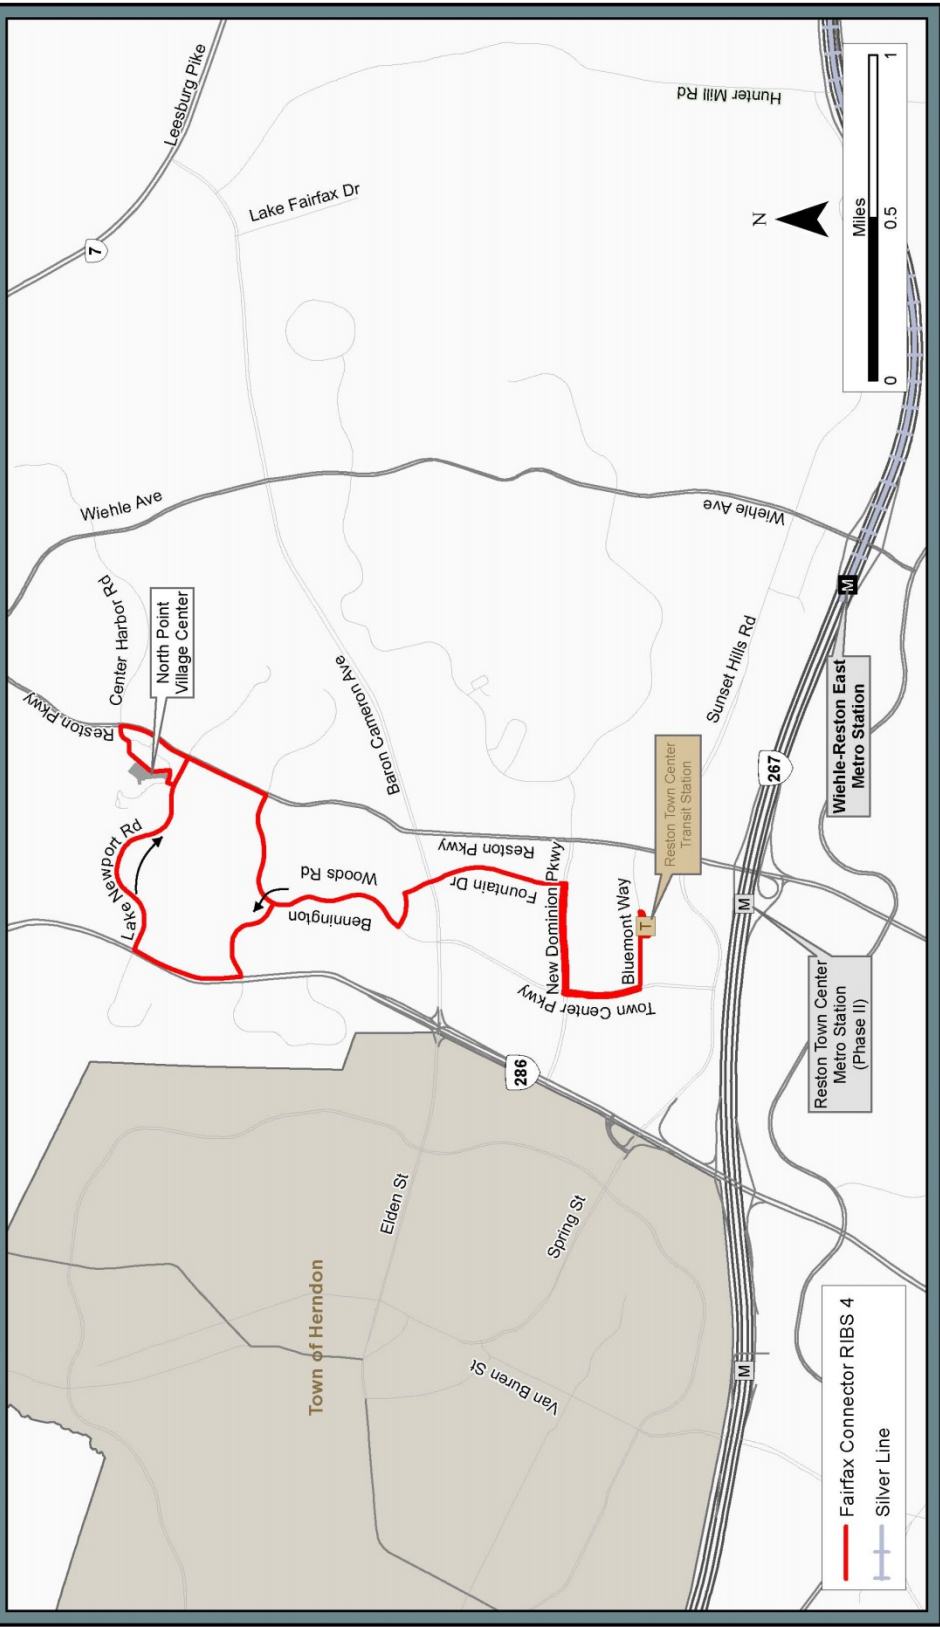 Leesburg Pike
7
Lake Fairfax Dr
Hunter Mill Rd
N
Miles
0
0.5
1
Wiehle Ave
Wiehle Ave
Center Harbor Rd
North Point
Village Center
Reston Pkwy
Lake Newport Rd
Baron Cameron Ave
Sunset Hills Rd
Wiehle-Reston East
Metro Station
M
267
Reston Town Center
Transit Station
T
Reston Pkwy
Woods Rd
Bennington
Fountain Dr
New Dominion Pkwy
Bluemont Way
Town Center Pkwy
M
Reston Town Center
Metro Station
(Phase II)
286
Elden St
Spring St
Town of Herndon
Van Buren St
M
Fairfax Connector RIBS 4
Silver Line